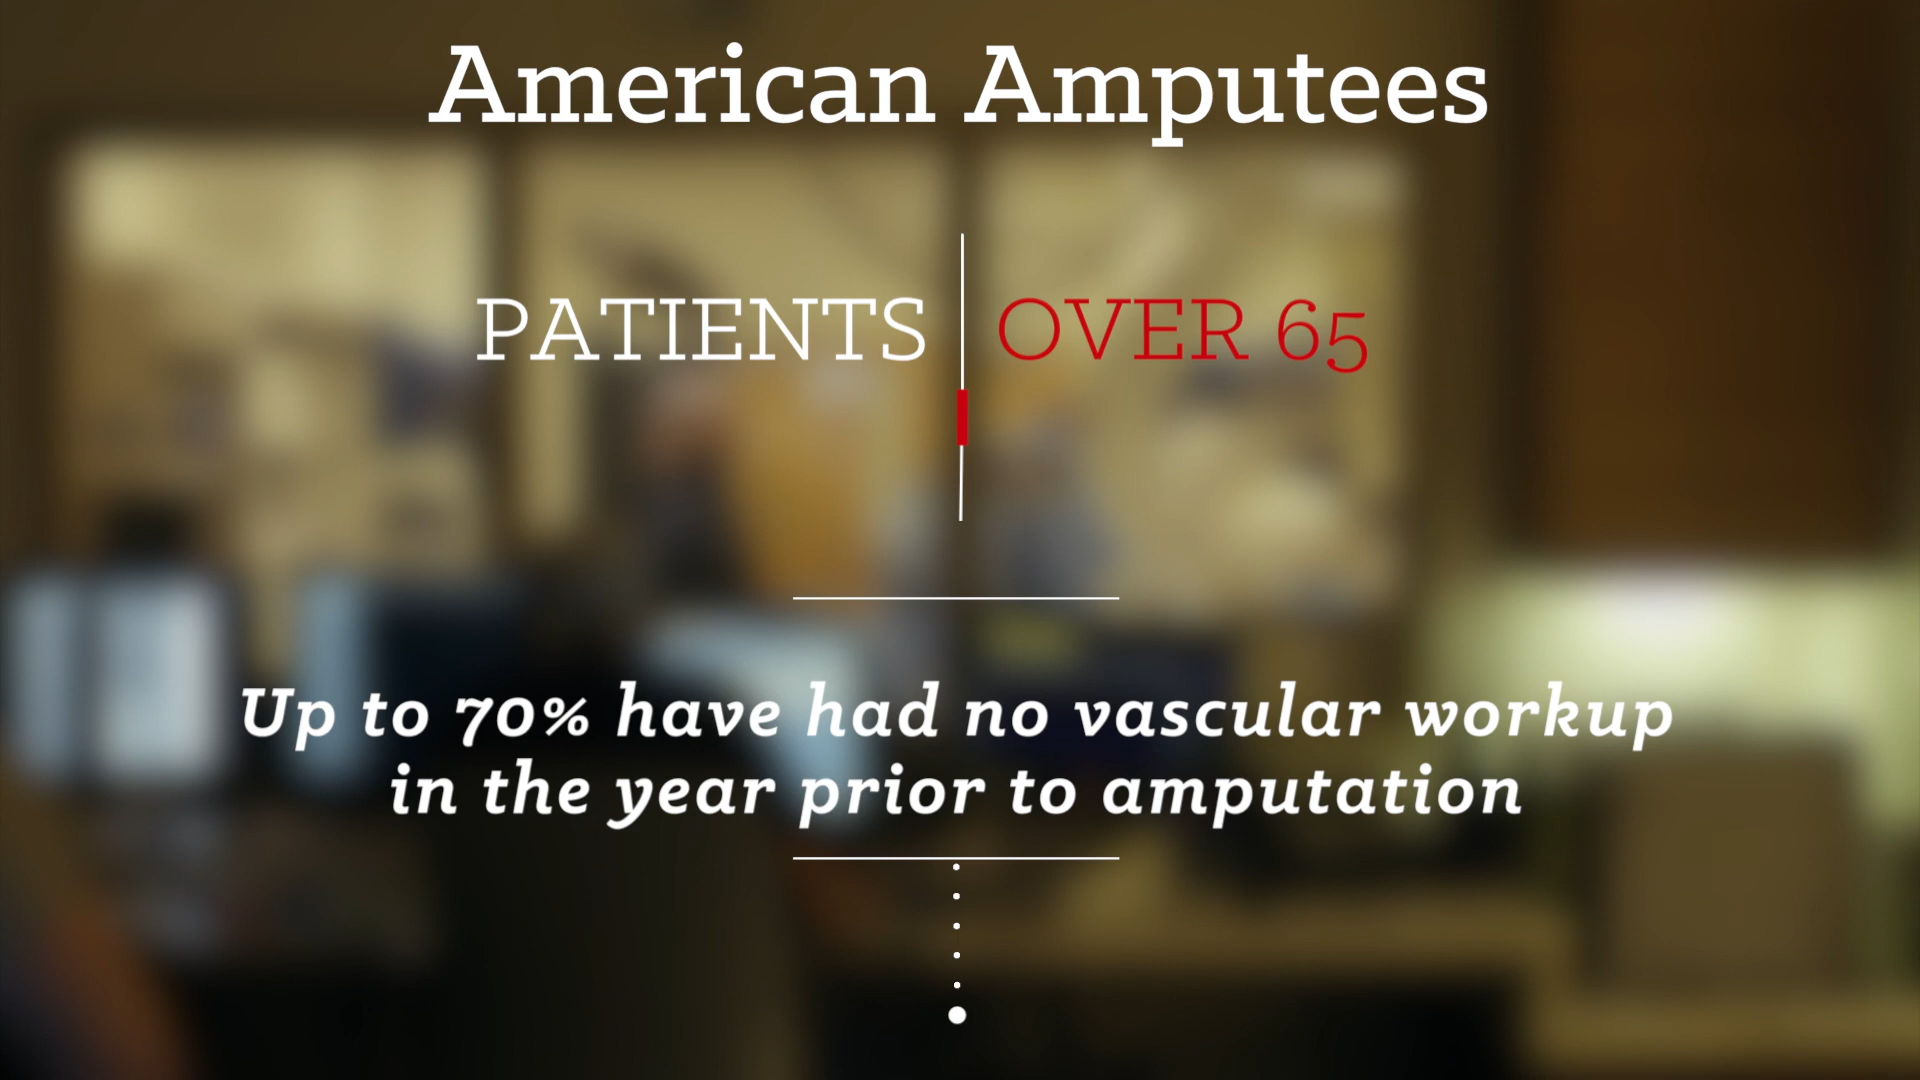 American Amputees
PATIENTS OVER 65
Up to 70% have had no vascular workup
in the year prior to amputation